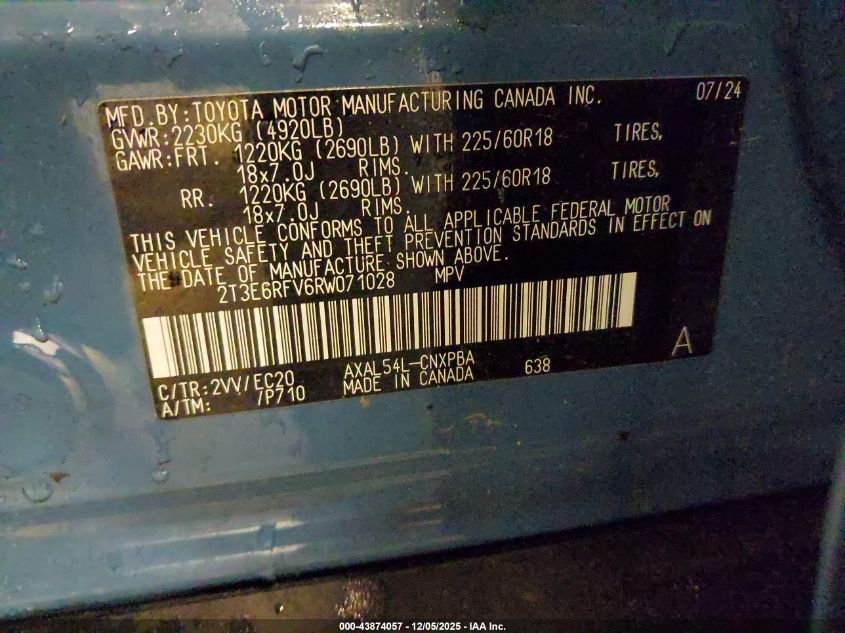 MFD.BY:TOYOTA MOTOR MANUFACTURING CANADA INC. 07/24
GVWR:2230KG (4920LB)
GAWR:FRT. 1220KG (2690LB) WITH 225/60R18 TIRES,
18x7.0J RIMS.
RR. 1220KG (2690LB) WITH 225/60R18 TIRES,
18x7.0J RIMS.
THIS VEHICLE CONFORMS TO ALL APPLICABLE FEDERAL MOTOR
VEHICLE SAFETY AND THEFT PREVENTION STANDARDS IN EFFECT ON
THE DATE OF MANUFACTURE SHOWN ABOVE.
2T3E6RFV6RW071028 MPV
C/TR:2VV/EC20 AXAL54L-CNXPBA 638 A
A/TM: /P710 MADE IN CANADA
000-43874057 - 12/05/2025 - IAA Inc.